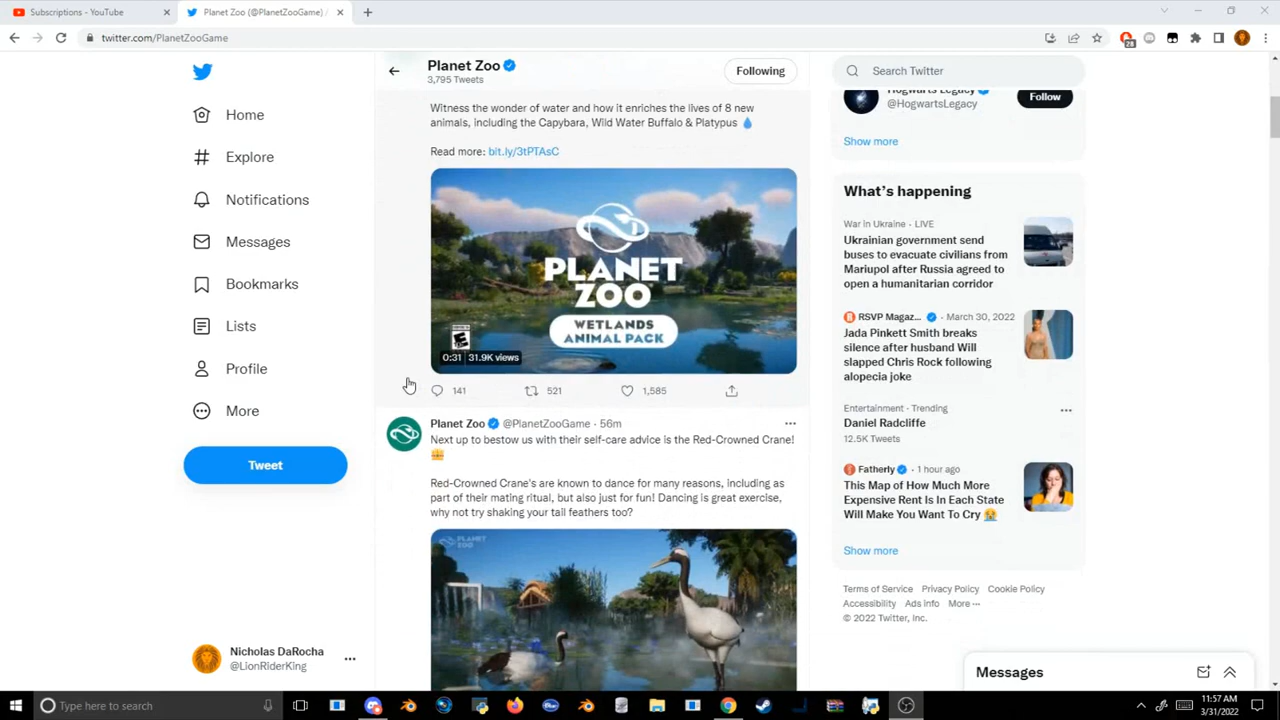 Subscriptions - YouTube
Planet Zoo (@PlanetZooGame) /
twitter.com/PlanetZooGame
28
Home
Explore
Notifications
Messages
Bookmarks
Lists
Profile
More
Tweet
Nicholas DaRocha
@LionRiderKing
Planet Zoo
3,795 Tweets
Following
Witness the wonder of water and how it enriches the lives of 8 new
animals, including the Capybara, Wild Water Buffalo & Platypus
Read more: bit.ly/3tPTAsC
PLANET
ZOO
WETLANDS
ANIMAL PACK
0:31 31.9K views
141
521
1,585
Planet Zoo @PlanetZooGame · 56m
Next up to bestow us with their self-care advice is the Red-Crowned Crane!
Red-Crowned Crane's are known to dance for many reasons, including as
part of their mating ritual, but also just for fun! Dancing is great exercise,
why not try shaking your tail feathers too?
PLANET ZOO
Search Twitter
Hogwarts Legacy
@HogwartsLegacy
Follow
Show more
What's happening
War in Ukraine · LIVE
Ukrainian government send
buses to evacuate civilians from
Mariupol after Russia agreed to
open a humanitarian corridor
RSVP Magaz... · March 30, 2022
Jada Pinkett Smith breaks
silence after husband Will
slapped Chris Rock following
alopecia joke
Entertainment · Trending
Daniel Radcliffe
12.5K Tweets
Fatherly · 1 hour ago
This Map of How Much More
Expensive Rent Is In Each State
Will Make You Want To Cry
Show more
Terms of Service Privacy Policy Cookie Policy
Accessibility Ads info More ···
© 2022 Twitter, Inc.
Messages
Type here to search
11:57 AM
3/31/2022